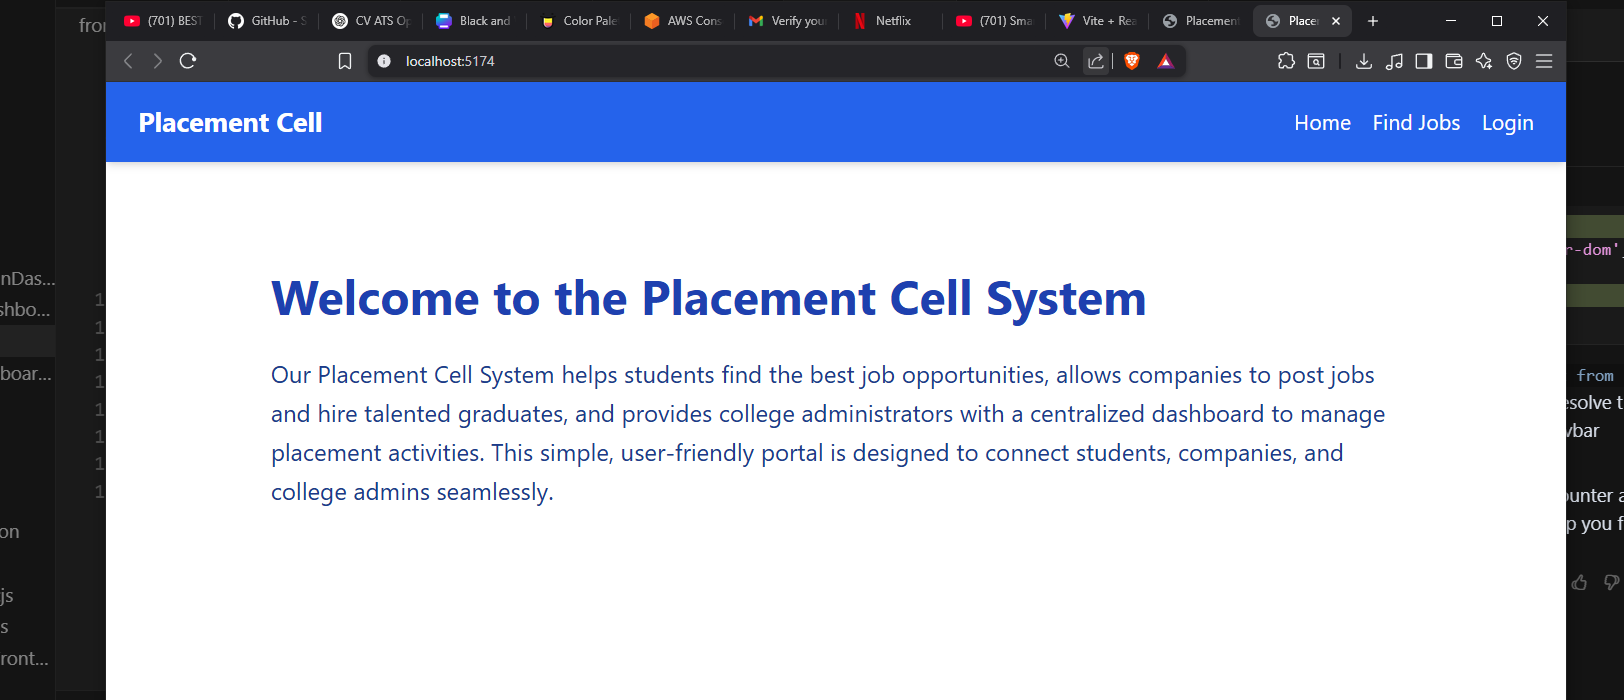 (701) BEST
GitHub - S
CV ATS Op
Black and
Color Pale
AWS Cons
Verify your
Netflix
(701) Sma
Vite + Rea
Placement
Placer
localhost:5174
Placement Cell
Home
Find Jobs
Login
Welcome to the Placement Cell System
Our Placement Cell System helps students find the best job opportunities, allows companies to post jobs
and hire talented graduates, and provides college administrators with a centralized dashboard to manage
placement activities. This simple, user-friendly portal is designed to connect students, companies, and
college admins seamlessly.
fron
nDas...
shbo...
boar...
on
js
s
ront...
1
1
1
1
1
1
1
1
r-dom'
from
esolve t
vbar
ounter a
p you f